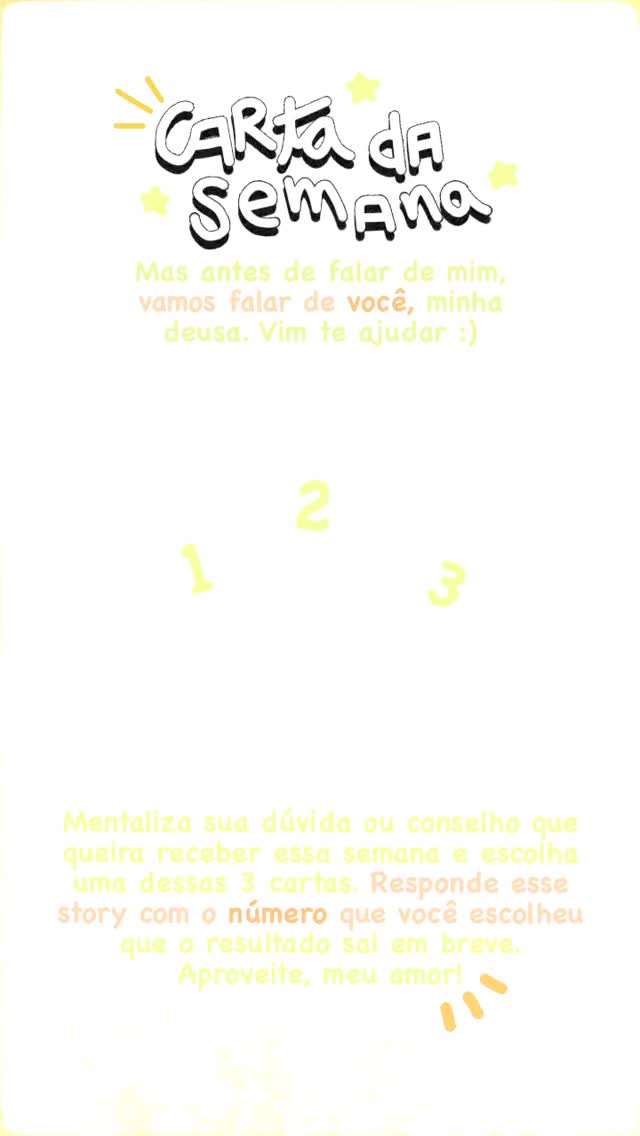 CARTA DA
SEMANA
Mas antes de falar de mim,
vamos falar de você, minha
deusa. Vim te ajudar :)
2
1
3
Mentaliza sua dúvida ou conselho que
queira receber essa semana e escolha
uma dessas 3 cartas. Responde esse
story com o número que você escolheu
que o resultado sai em breve.
Aproveite, meu amor!